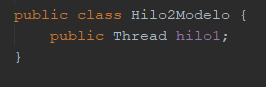 public class Hilo2Modelo {
    public Thread hilo1;
}